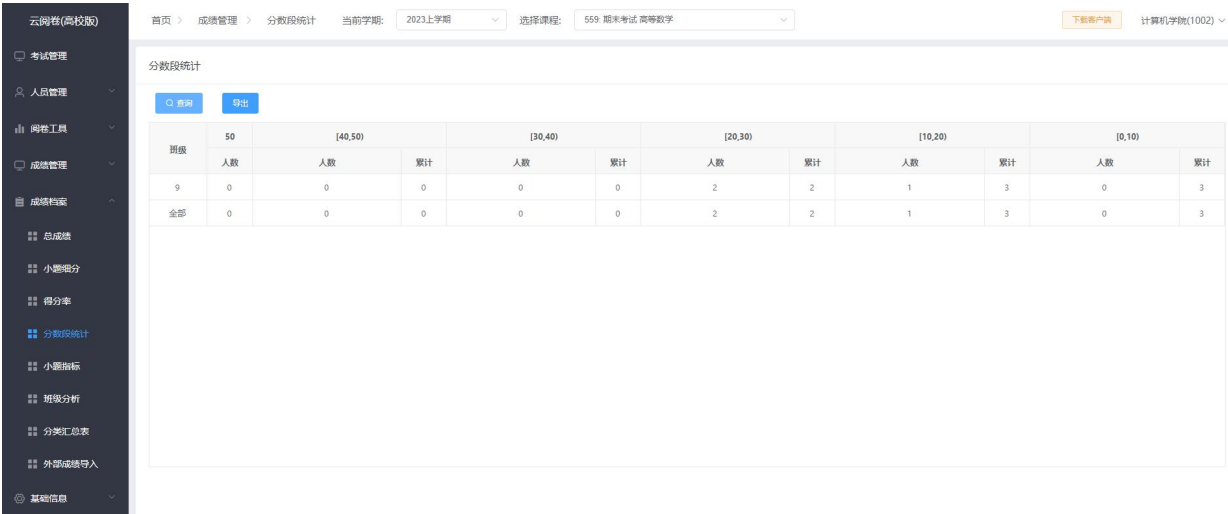 云阅卷(高校版)
首页 > 成绩管理 > 分数段统计 当前学期: 2023上学期 选择课程: 559: 期末考试 高等数学 下载客户端 计算机学院(1002)
考试管理
人员管理
阅卷工具
成绩管理
成绩档案
总成绩
小题细分
得分率
分数段统计
小题指标
班级分析
分类汇总表
外部成绩导入
基础信息
分数段统计
查询 导出
班级 50 [40,50) [30,40) [20,30) [10,20) [0,10)
人数 人数 累计 人数 累计 人数 累计 人数 累计 人数 累计
9 0 0 0 0 0 2 2 1 3 0 3
全部 0 0 0 0 0 2 2 1 3 0 3